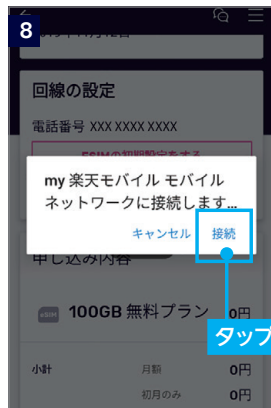 8
回線の設定
電話番号 XXX XXXX XXXX
my 楽天モバイル モバイル
ネットワークに接続します...
キャンセル 接続
申し込み内容
eSIM 100GB 無料プラン 0円
タップ
小計 月額 0円
初月のみ 0円